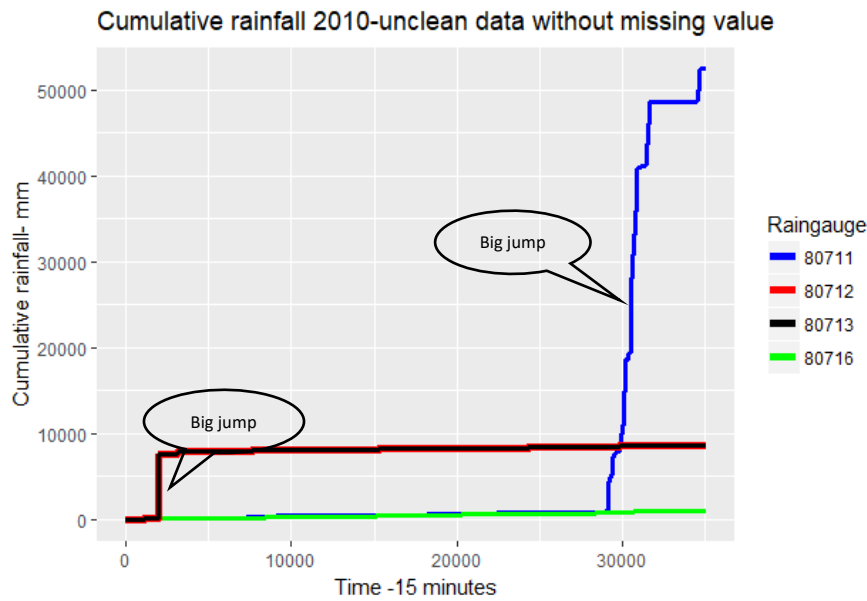 Cumulative rainfall 2010-unclean data without missing value
Cumulative rainfall- mm
50000
40000
30000
20000
10000
0
Big jump
Big jump
0
10000
20000
30000
Time -15 minutes
Raingauge
80711
80712
80713
80716